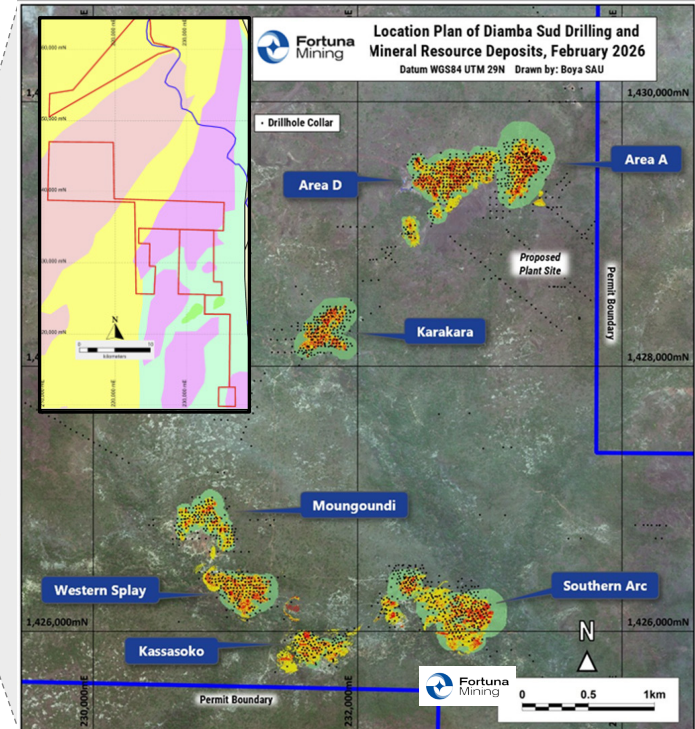 Fortuna
Mining
Location Plan of Diamba Sud Drilling and
Mineral Resource Deposits, February 2026
Datum WGS84 UTM 29N Drawn by: Boya SAU
Drillhole Collar
1,430,000mN
Area A
Area D
Proposed
Plant Site
Permit Boundary
Karakara
1,428,000mN
N
kilometers
Moungoundi
Western Splay
Southern Arc
1,426,000mN
Kassasoko
N
Permit Boundary
Fortuna
Mining
0 0.5 1km
230,000mE
232,000mE